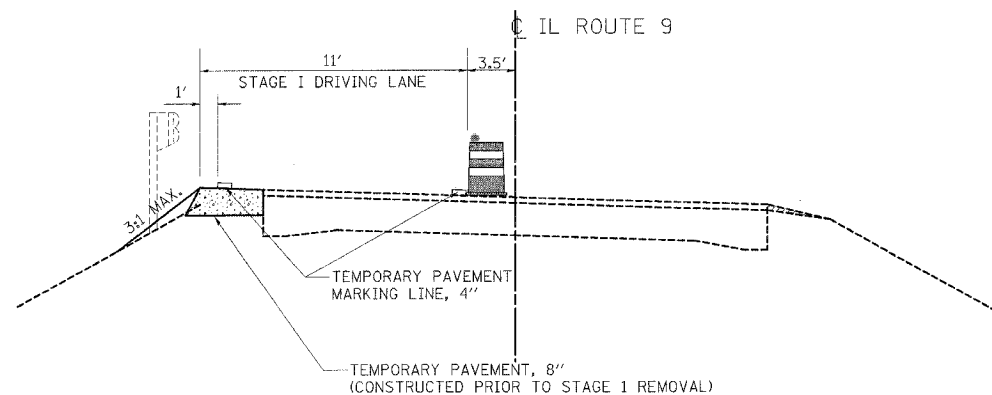 ℄ IL ROUTE 9
11'
3.5'
STAGE I DRIVING LANE
1'
3:1 MAX.
TEMPORARY PAVEMENT
MARKING LINE, 4"
TEMPORARY PAVEMENT, 8"
(CONSTRUCTED PRIOR TO STAGE 1 REMOVAL)